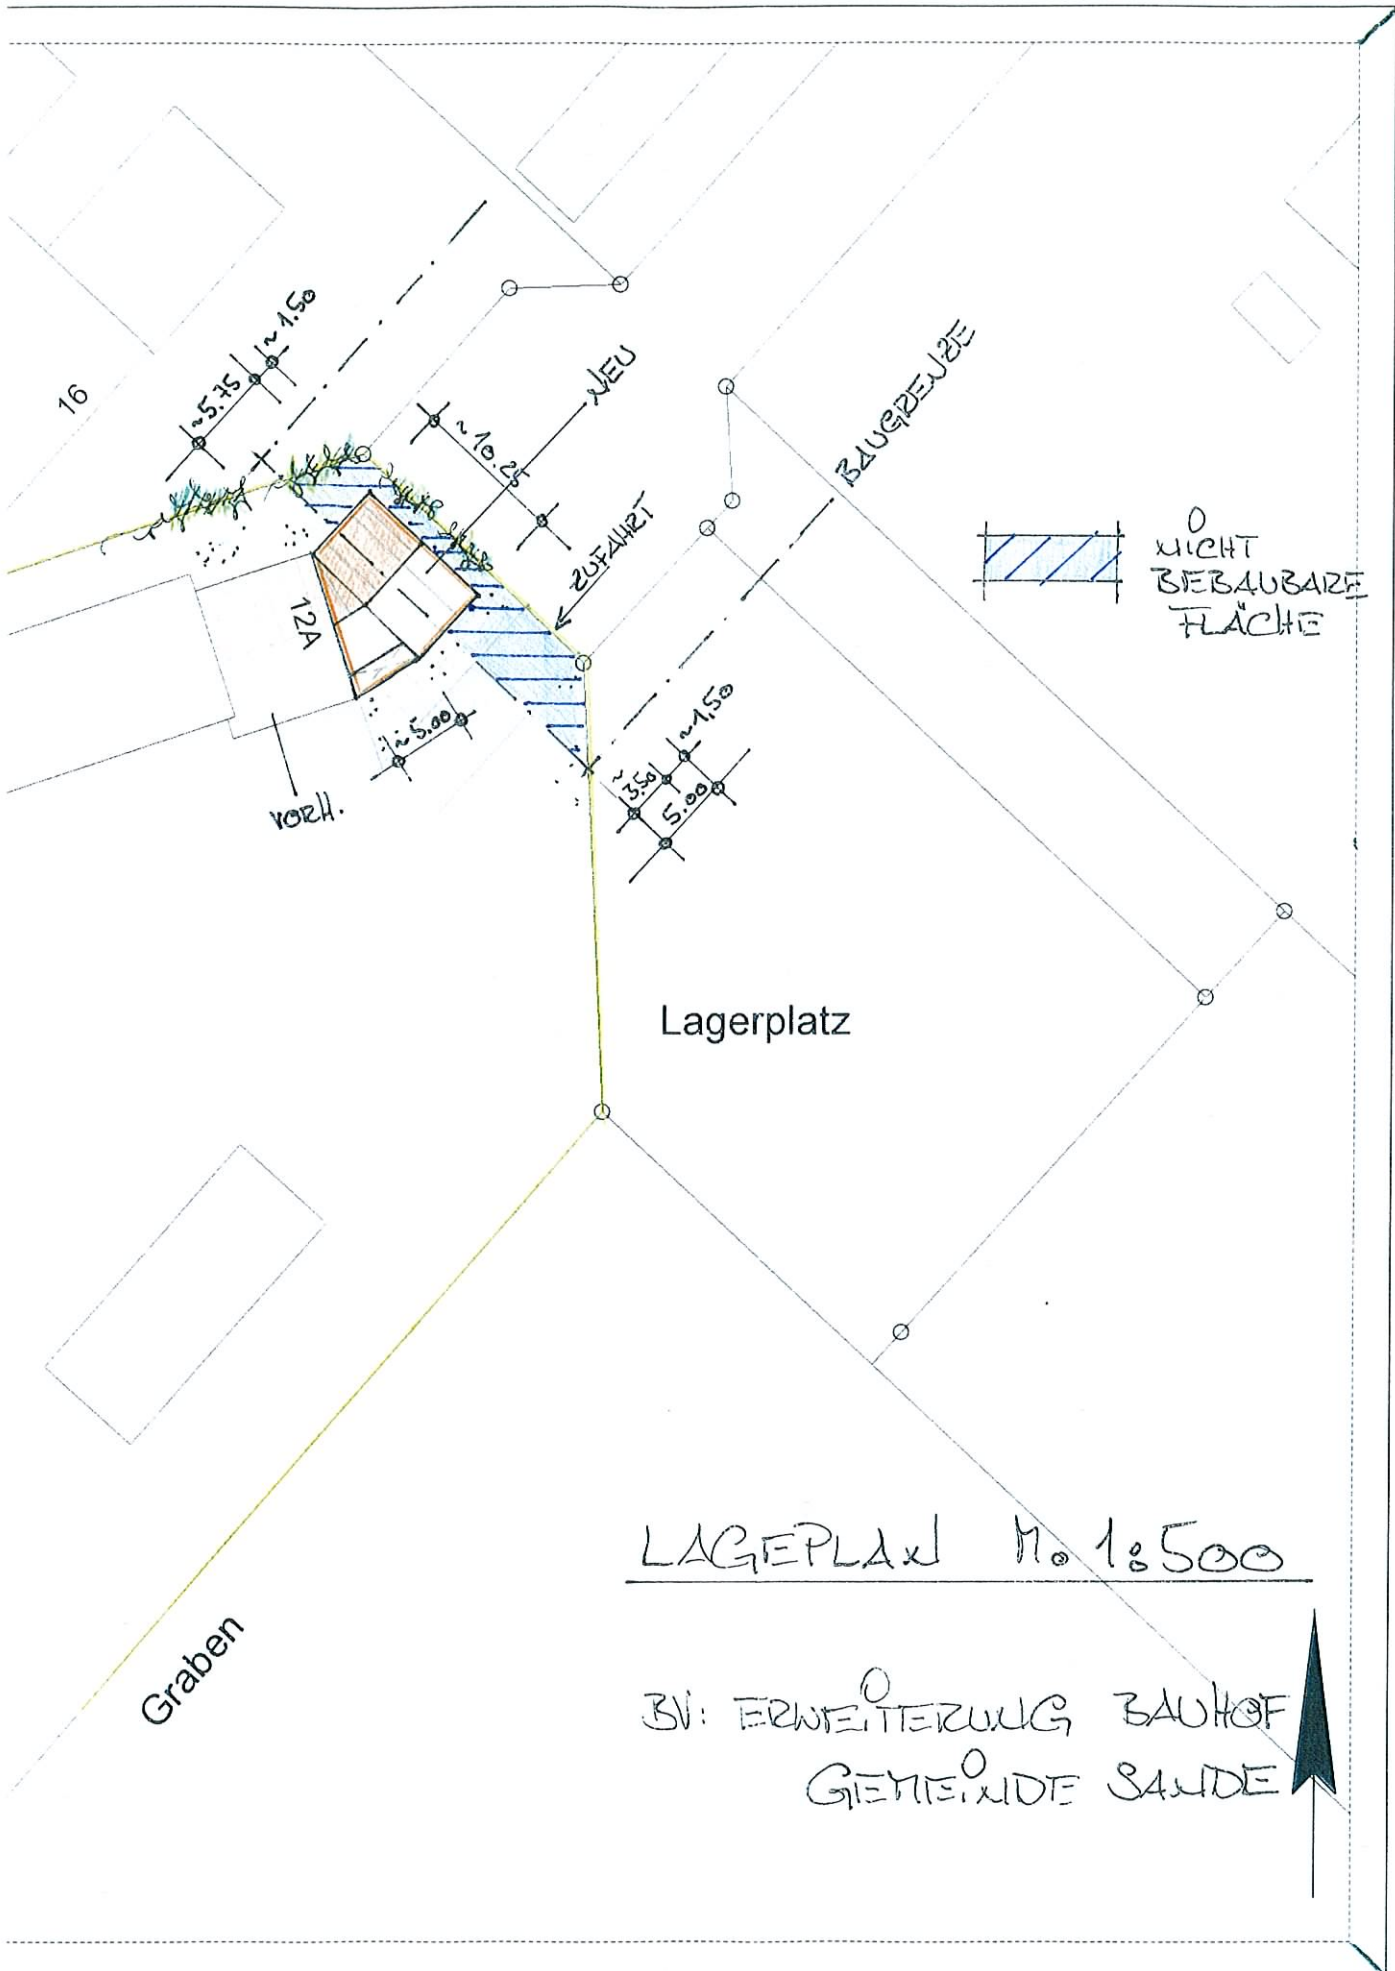 ~1.50
~5.75
16
NEU
~10.25
BAUGRENZE
ZUFAHRT
NICHT
BEBAUBARE
FLÄCHE
12A
~1,50
~5.00
~3.50
5.00
VORH.
Lagerplatz
LAGEPLAN M. 1:500
Graben
BV: ERWEITERUNG BAUHOF
GEMEINDE SANDE